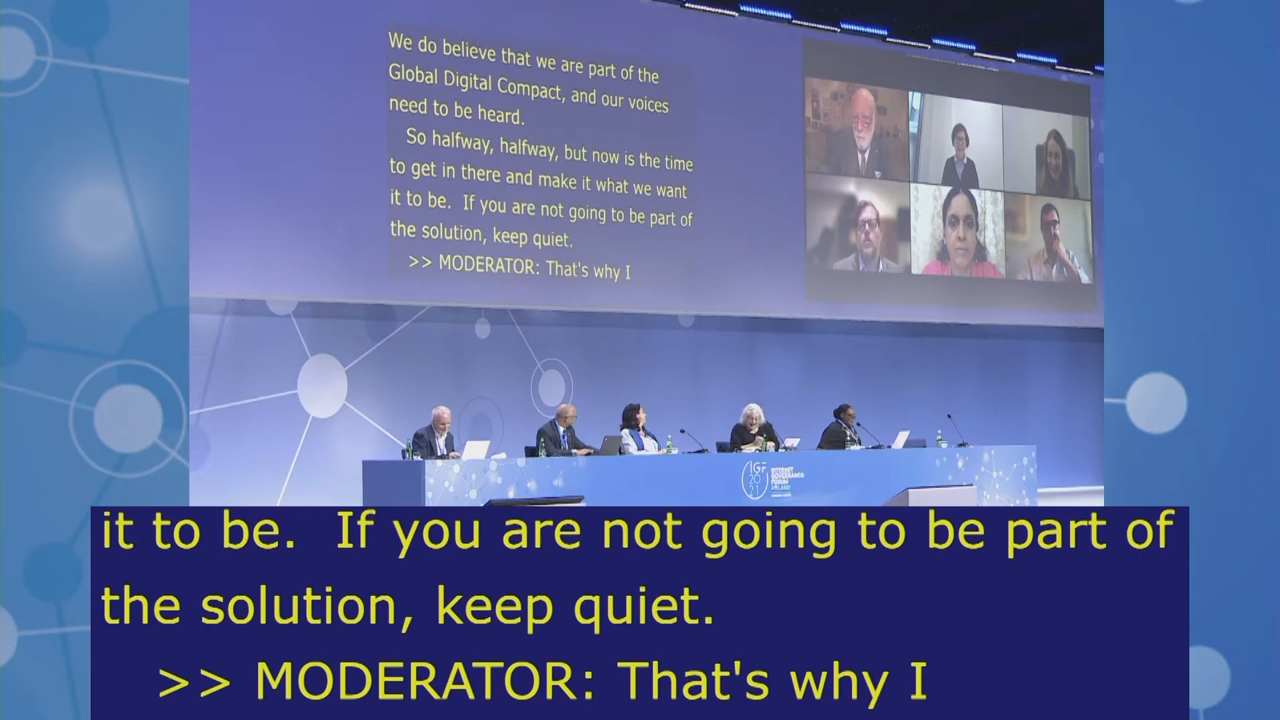 We do believe that we are part of the
Global Digital Compact, and our voices
need to be heard.
So halfway, halfway, but now is the time
to get in there and make it what we want
it to be.  If you are not going to be part of
the solution, keep quiet.
>> MODERATOR: That's why I
IGF
20
21
INTERNET
GOVERNANCE
FORUM
POLAND
it to be.  If you are not going to be part of
the solution, keep quiet.
>> MODERATOR: That's why I